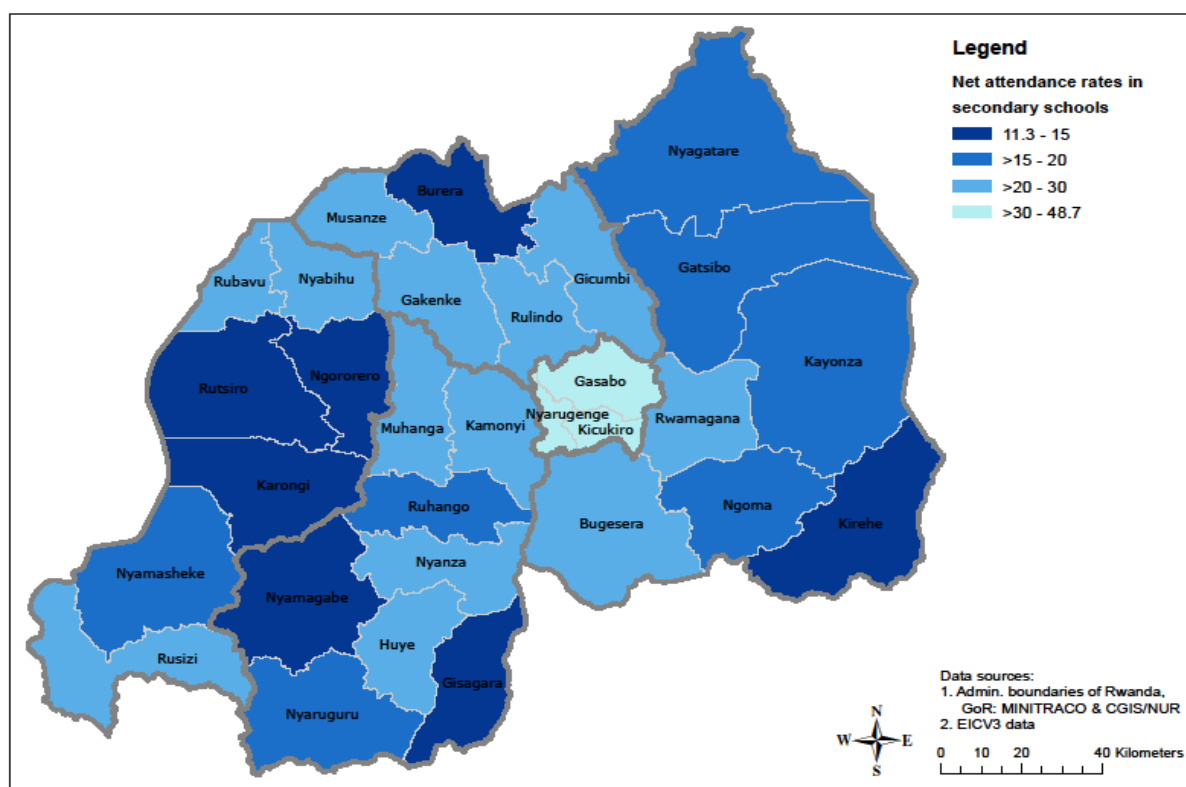 Legend
Net attendance rates in
secondary schools
11.3 - 15
>15 - 20
>20 - 30
>30 - 48.7
Nyagatare
Burera
Musanze
Gatsibo
Gicumbi
Rubavu
Nyabihu
Gakenke
Rulindo
Kayonza
Gasabo
Rutsiro
Ngororero
Nyarugenge
Rwamagana
Muhanga
Kamonyi
Kicukiro
Karongi
Ruhango
Ngoma
Kirehe
Bugesera
Nyanza
Nyamasheke
Nyamagabe
Huye
Rusizi
Gisagara
Nyaruguru
Data sources:
1. Admin. boundaries of Rwanda,
GoR: MINITRACO & CGIS/NUR
2. EICV3 data
N
W E
S
0 10 20 40 Kilometers